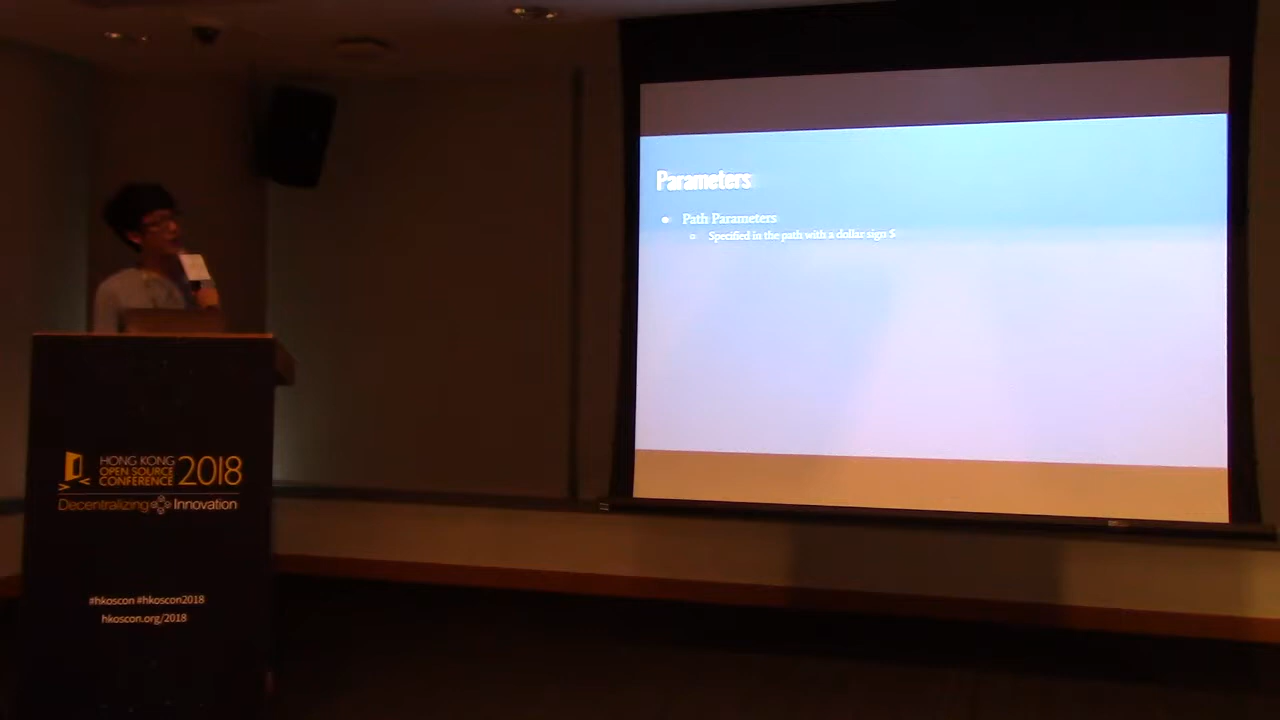 Parameters
Path Parameters
Specified in the path with a dollar sign $
HONG KONG
OPEN SOURCE
CONFERENCE 2018
Decentralizing Innovation
#hkoscon #hkoscon2018
hkoscon.org/2018